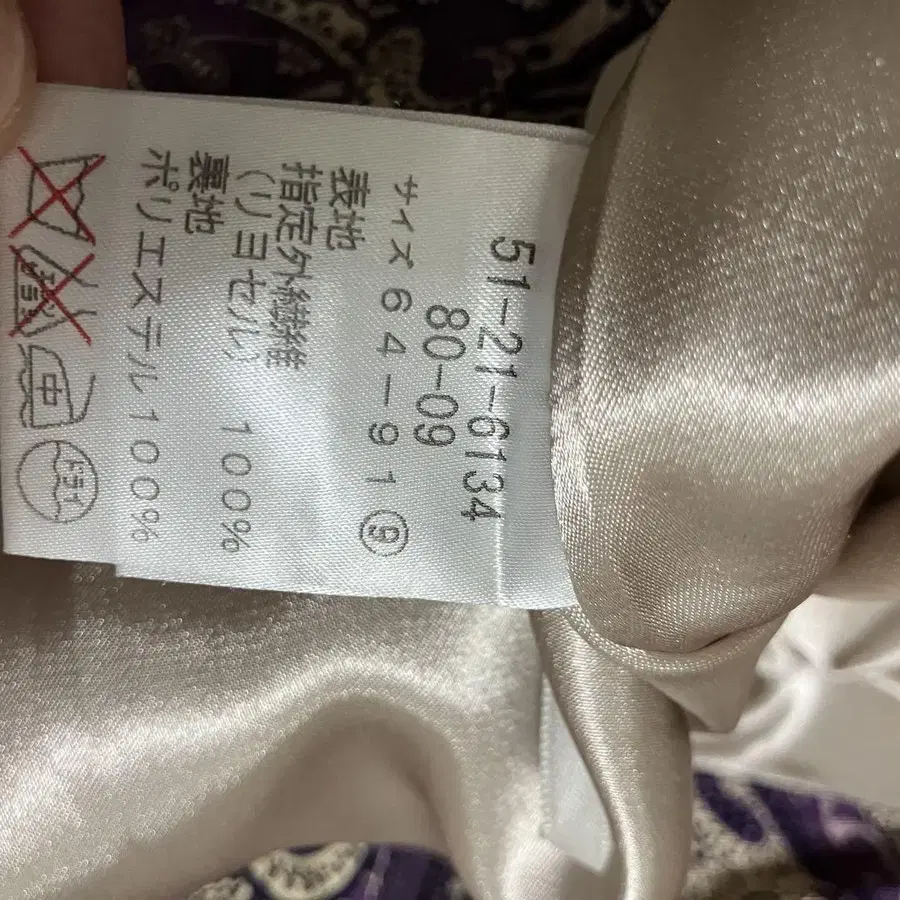 51-21-6134
80-09
サイズ 64-91 ⑨
表地
指定外繊維
(リヨセル) 100%
裏地
ポリエステル100%
中
ドライ